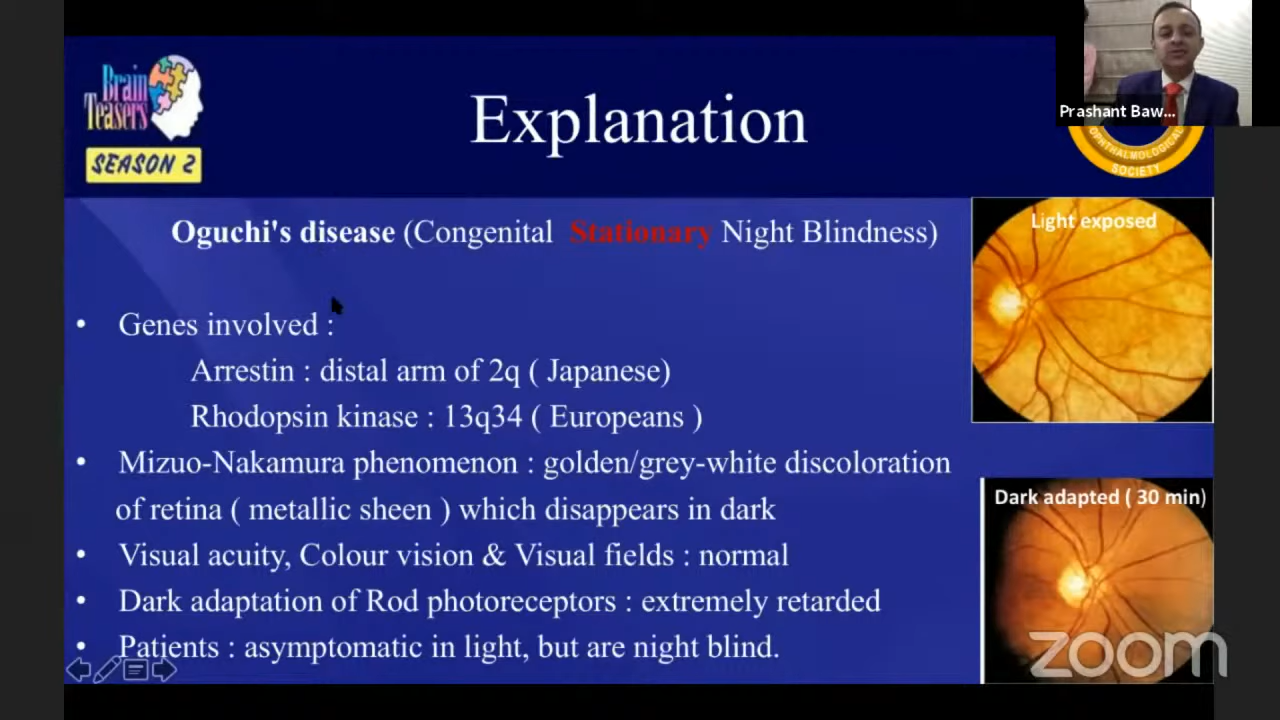 Brain
Teasers
SEASON 2
Explanation
Prashant Baw...
OPHTHALMOLOGICAL
SOCIETY
Oguchi's disease (Congenital Stationary Night Blindness)
Light exposed
• Genes involved :
Arrestin : distal arm of 2q ( Japanese)
Rhodopsin kinase : 13q34 ( Europeans )
• Mizuo-Nakamura phenomenon : golden/grey-white discoloration
of retina ( metallic sheen ) which disappears in dark
Dark adapted ( 30 min)
• Visual acuity, Colour vision & Visual fields : normal
• Dark adaptation of Rod photoreceptors : extremely retarded
• Patients : asymptomatic in light, but are night blind.
zoom